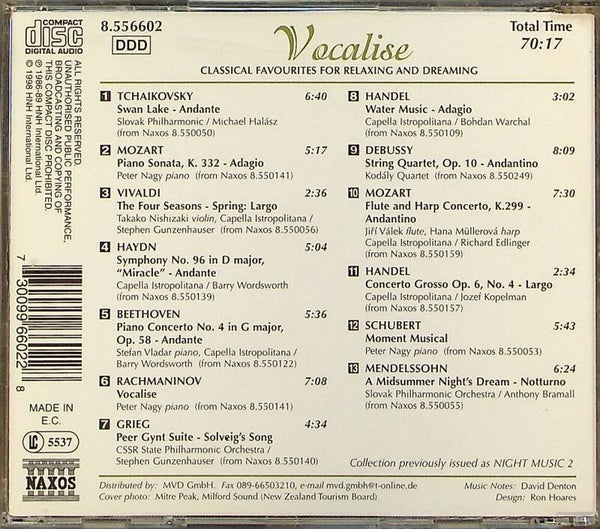 COMPACT
disc
DIGITAL AUDIO
8.556602
DDD
Vocalise
CLASSICAL FAVOURITES FOR RELAXING AND DREAMING
Total Time
70:17
ALL RIGHTS RESERVED.
UNAUTHORISED PUBLIC PERFORMANCE,
BROADCASTING AND COPYING OF
THIS COMPACT DISC PROHIBITED.
℗ 1986-89 HNH International Ltd.
© 1998 HNH International Ltd.
7 30099 66022 8
MADE IN
E.C.
LC 5537
NAXOS
1 TCHAIKOVSKY 6:40
Swan Lake - Andante
Slovak Philharmonic / Michael Halász
(from Naxos 8.550050)
2 MOZART 5:17
Piano Sonata, K. 332 - Adagio
Peter Nagy piano (from Naxos 8.550141)
3 VIVALDI 2:36
The Four Seasons - Spring: Largo
Takako Nishizaki violin, Capella Istropolitana /
Stephen Gunzenhauser (from Naxos 8.550056)
4 HAYDN 5:04
Symphony No. 96 in D major,
“Miracle” - Andante
Capella Istropolitana / Barry Wordsworth
(from Naxos 8.550139)
5 BEETHOVEN 5:36
Piano Concerto No. 4 in G major,
Op. 58 - Andante
Stefan Vladar piano, Capella Istropolitana /
Barry Wordsworth (from Naxos 8.550122)
6 RACHMANINOV 7:08
Vocalise
Peter Nagy piano (from Naxos 8.550141)
7 GRIEG 4:34
Peer Gynt Suite - Solveig's Song
CSSR State Philharmonic Orchestra /
Stephen Gunzenhauser (from Naxos 8.550140)
8 HANDEL 3:02
Water Music - Adagio
Capella Istropolitana / Bohdan Warchal
(from Naxos 8.550109)
9 DEBUSSY 8:09
String Quartet, Op. 10 - Andantino
Kodály Quartet (from Naxos 8.550249)
10 MOZART 7:30
Flute and Harp Concerto, K.299 -
Andantino
Jiří Válek flute, Hana Müllerová harp
Capella Istropolitana / Richard Edlinger
(from Naxos 8.550159)
11 HANDEL 2:34
Concerto Grosso Op. 6, No. 4 - Largo
Capella Istropolitana / Jozef Kopelman
(from Naxos 8.550157)
12 SCHUBERT 5:43
Moment Musical
Peter Nagy piano (from Naxos 8.550053)
13 MENDELSSOHN 6:24
A Midsummer Night's Dream - Notturno
Slovak Philharmonic Orchestra / Anthony Bramall
(from Naxos 8.550055)
Collection previously issued as NIGHT MUSIC 2
Distributed by: MVD GmbH. Fax 089-66503210, e-mail mvd.gmbh@t-online.de
Cover photo: Mitre Peak, Milford Sound (New Zealand Tourism Board)
Music Notes: David Denton
Design: Ron Hoares